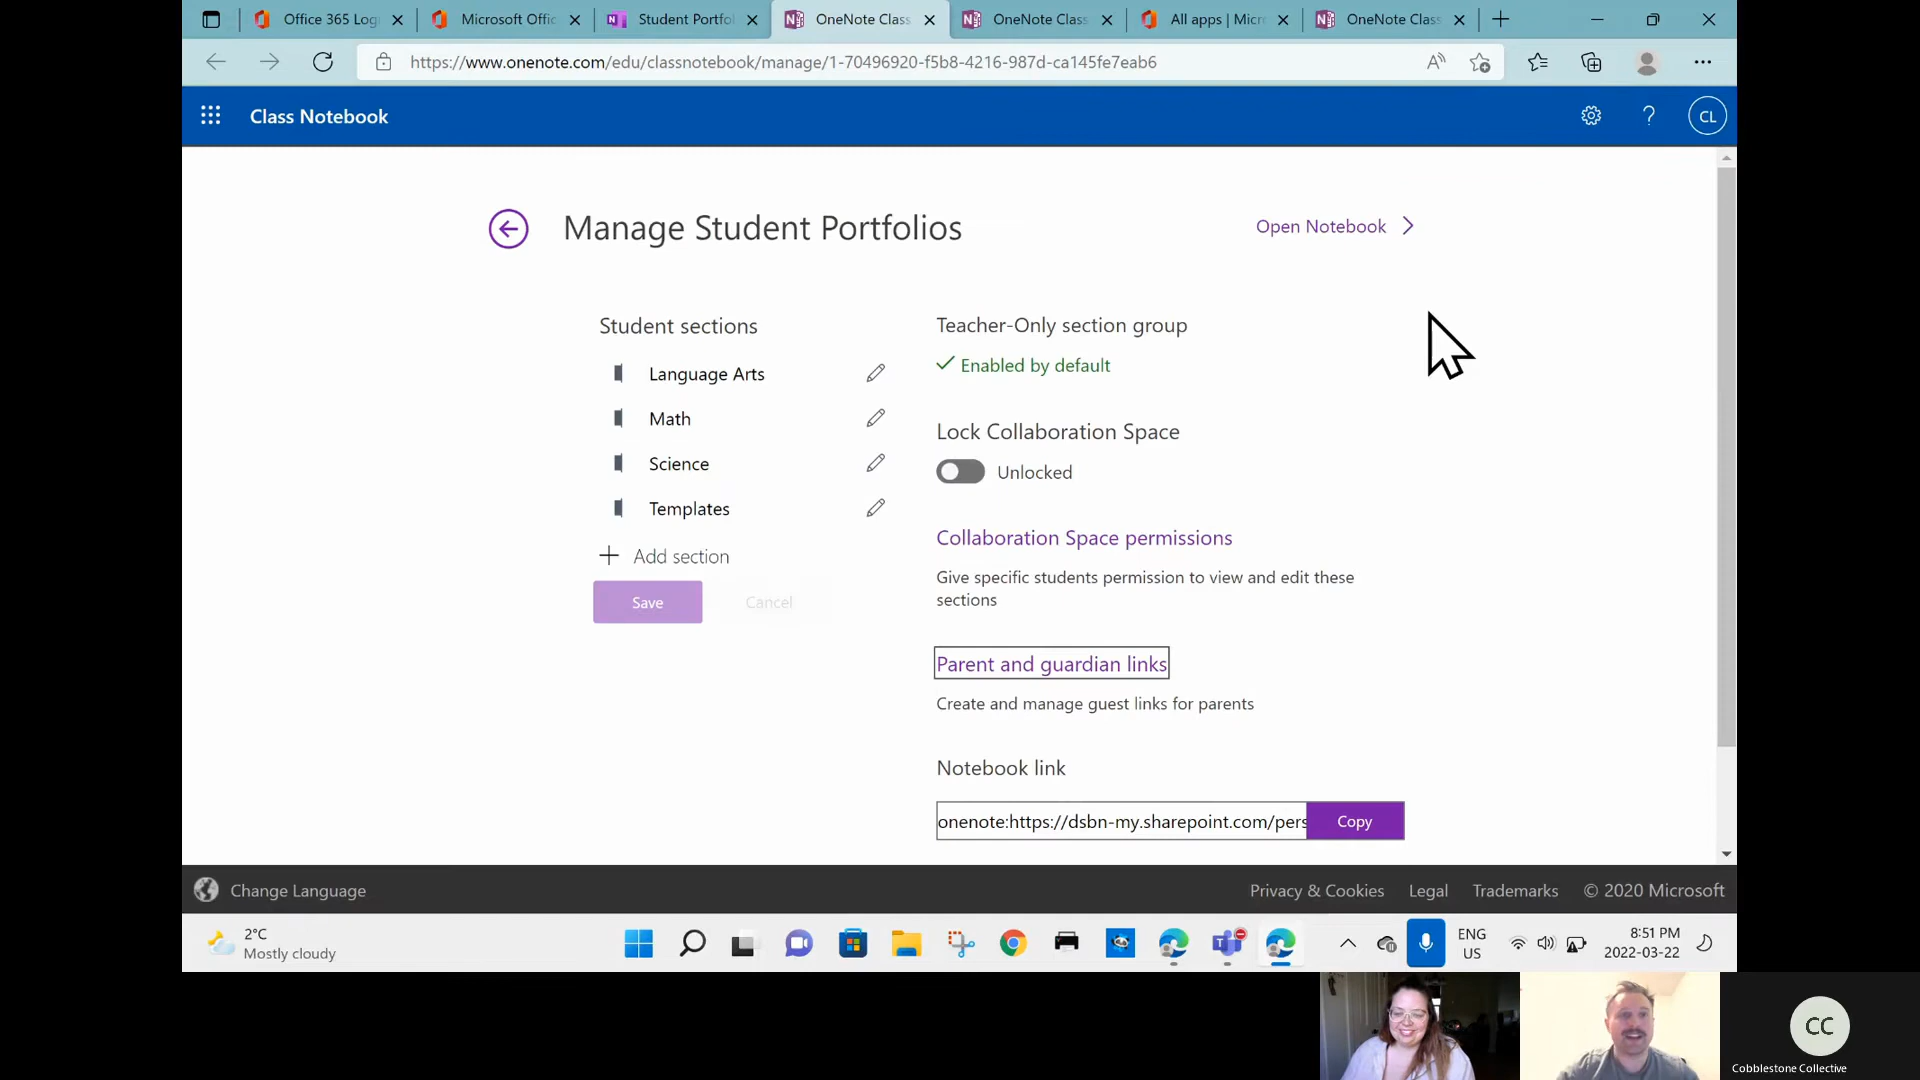 Office 365 Log
Microsoft Offic
Student Portfol
OneNote Class
OneNote Class
All apps | Micr
OneNote Class
https://www.onenote.com/edu/classnotebook/manage/1-70496920-f5b8-4216-987d-ca145fe7eab6
Class Notebook
?
CL
Manage Student Portfolios
Open Notebook
Student sections
Language Arts
Math
Science
Templates
Add section
Save
Cancel
Teacher-Only section group
Enabled by default
Lock Collaboration Space
Unlocked
Collaboration Space permissions
Give specific students permission to view and edit these
sections
Parent and guardian links
Create and manage guest links for parents
Notebook link
onenote:https://dsbn-my.sharepoint.com/pers
Copy
Change Language
Privacy & Cookies
Legal
Trademarks
© 2020 Microsoft
2°C
Mostly cloudy
ENG
US
8:51 PM
2022-03-22
CC
Cobblestone Collective